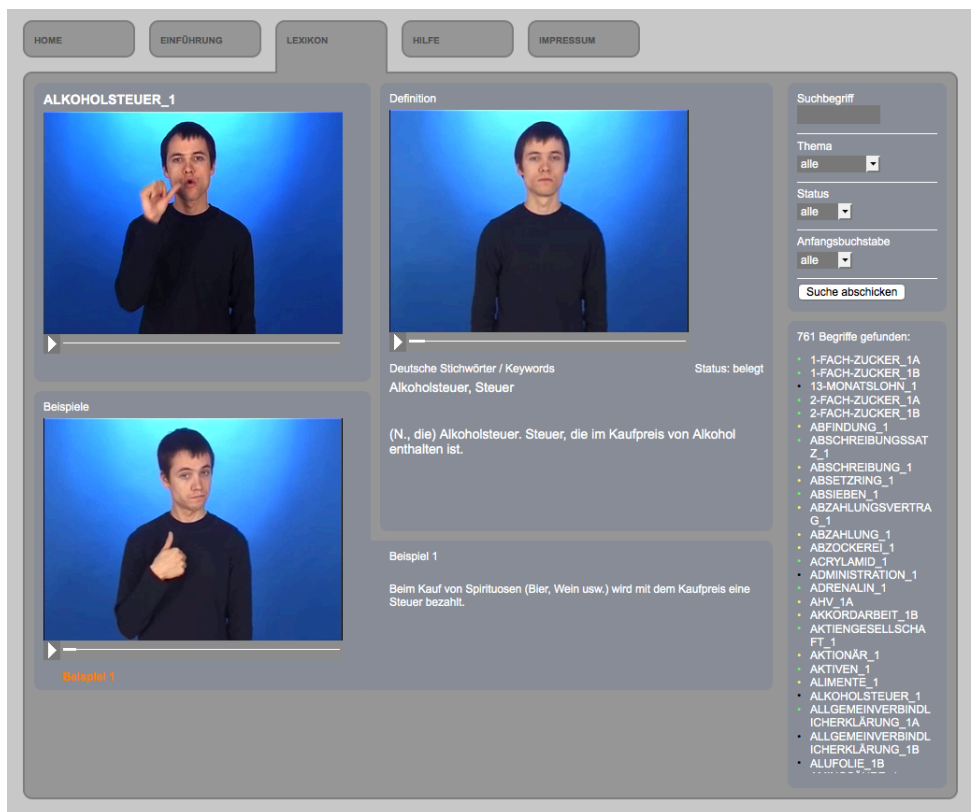 HOME
EINFÜHRUNG
LEXIKON
HILFE
IMPRESSUM
ALKOHOLSTEUER_1
Definition
Deutsche Stichwörter / Keywords
Status: belegt
Alkoholsteuer, Steuer
(N., die) Alkoholsteuer. Steuer, die im Kaufpreis von Alkohol
enthalten ist.
Beispiele
Beispiel 1
Beispiel 1
Beim Kauf von Spirituosen (Bier, Wein usw.) wird mit dem Kaufpreis eine
Steuer bezahlt.
Suchbegriff
Thema
alle
Status
alle
Anfangsbuchstabe
alle
Suche abschicken
761 Begriffe gefunden:
1-FACH-ZUCKER_1A
1-FACH-ZUCKER_1B
13-MONATSLOHN_1
2-FACH-ZUCKER_1A
2-FACH-ZUCKER_1B
ABFINDUNG_1
ABSCHREIBUNGSSAT
Z_1
ABSCHREIBUNG_1
ABSETZRING_1
ABSIEBEN_1
ABZAHLUNGSVERTRA
G_1
ABZAHLUNG_1
ABZOCKEREI_1
ACRYLAMID_1
ADMINISTRATION_1
ADRENALIN_1
AHV_1A
AKKORDARBEIT_1B
AKTIENGESELLSCHA
FT_1
AKTIONÄR_1
AKTIVEN_1
ALIMENTE_1
ALKOHOLSTEUER_1
ALLGEMEINVERBINDL
ICHERKLÄRUNG_1A
ALLGEMEINVERBINDL
ICHERKLÄRUNG_1B
ALUFOLIE_1B